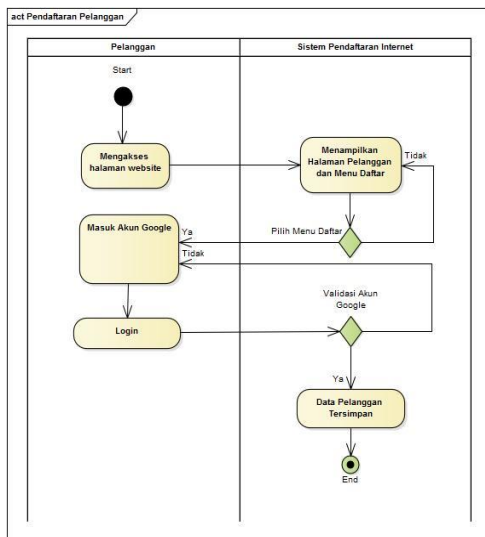 act Pendaftaran Pelanggan
Pelanggan
Sistem Pendaftaran Internet
Start
Mengakses
halaman website
Menampilkan
Halaman Pelanggan
dan Menu Daftar
Tidak
Pilih Menu Daftar
Ya
Masuk Akun Google
Tidak
Validasi Akun
Google
Login
Ya
Data Pelanggan
Tersimpan
End